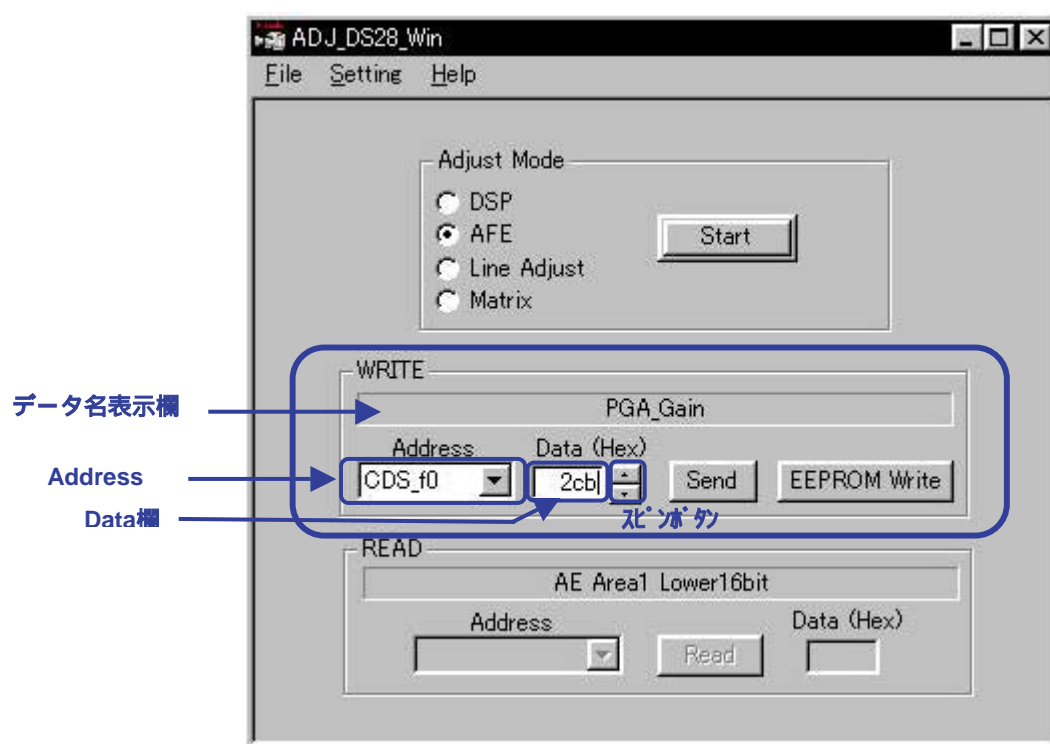 ADJ_DS28_Win
File Setting Help
Adjust Mode
DSP
AFE
Line Adjust
Matrix
Start
WRITE
データ名表示欄
PGA_Gain
Address Data (Hex)
Address
CDS_f0 2cb Send EEPROM Write
Data欄
ｽﾋﾟﾝﾎﾞﾀﾝ
READ
AE Area1 Lower16bit
Address Data (Hex)
Read